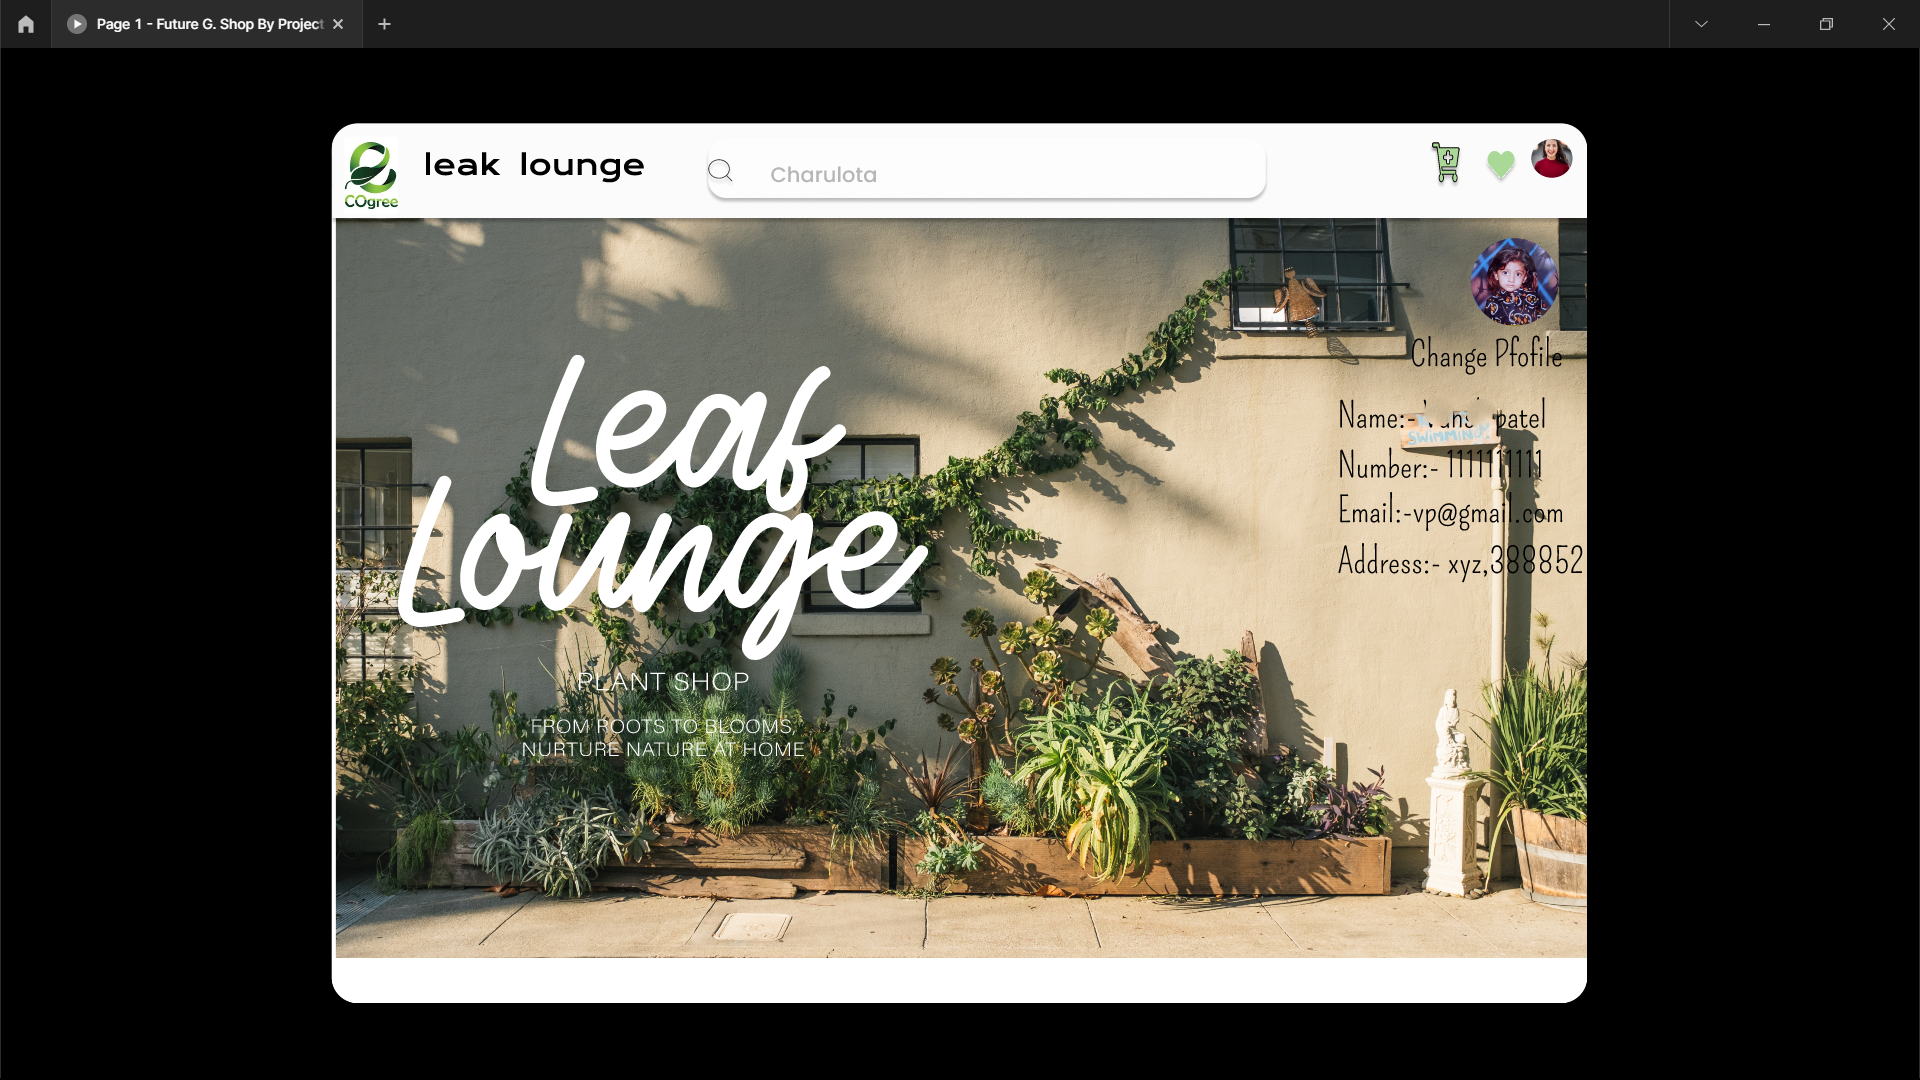 Page 1 - Future G. Shop By Project
COgree
leak lounge
Charulota
Change Pfofile
Name:- patel
SWIMMING
Number:- 1111111111
Email:-vp@gmail.com
Address:- xyz,388852
Leaf
Lounge
PLANT SHOP
FROM ROOTS TO BLOOMS,
NURTURE NATURE AT HOME